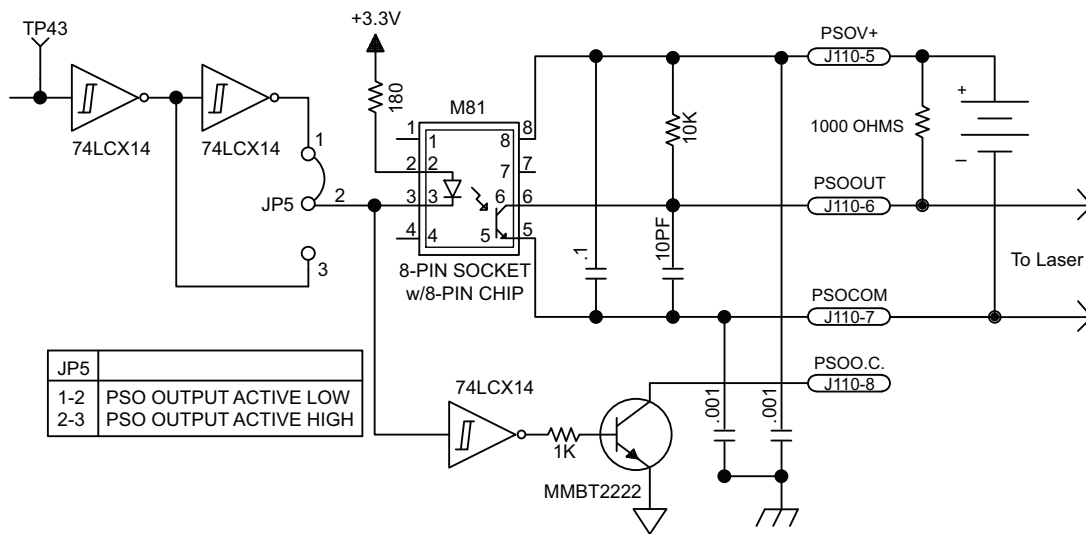 TP43
+3.3V
PSOV+
J110-5
180
M81
1
1
8
8
10K
+
1000 OHMS
–
74LCX14
74LCX14
1
2
2
7
7
JP5
2
3
3
6
6
PSOOUT
J110-6
4
4
5
5
3
8-PIN SOCKET
w/8-PIN CHIP
.1
10PF
To Laser
PSOCOM
J110-7
JP5
1-2 PSO OUTPUT ACTIVE LOW
2-3 PSO OUTPUT ACTIVE HIGH
74LCX14
1K
MMBT2222
PSOO.C.
J110-8
.001
.001